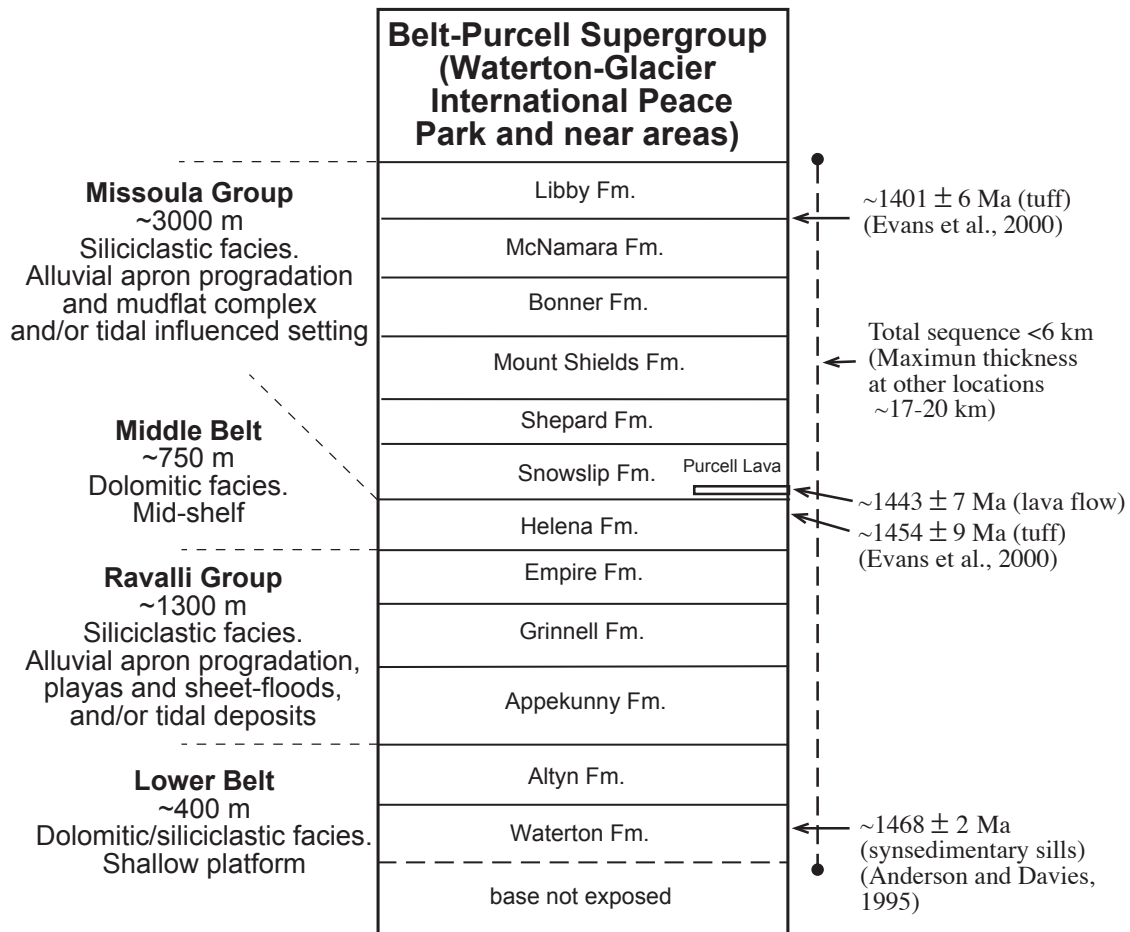 Belt-Purcell Supergroup
(Waterton-Glacier
International Peace
Park and near areas)
Missoula Group
~3000 m
Siliciclastic facies.
Alluvial apron progradation
and mudflat complex
and/or tidal influenced setting
Middle Belt
~750 m
Dolomitic facies.
Mid-shelf
Ravalli Group
~1300 m
Siliciclastic facies.
Alluvial apron progradation,
playas and sheet-floods,
and/or tidal deposits
Lower Belt
~400 m
Dolomitic/siliciclastic facies.
Shallow platform
Libby Fm.
McNamara Fm.
Bonner Fm.
Mount Shields Fm.
Shepard Fm.
Snowslip Fm.
Purcell Lava
Helena Fm.
Empire Fm.
Grinnell Fm.
Appekunny Fm.
Altyn Fm.
Waterton Fm.
base not exposed
~1401 ± 6 Ma (tuff)
(Evans et al., 2000)
Total sequence <6 km
(Maximun thickness
at other locations
~17-20 km)
~1443 ± 7 Ma (lava flow)
~1454 ± 9 Ma (tuff)
(Evans et al., 2000)
~1468 ± 2 Ma
(synsedimentary sills)
(Anderson and Davies,
1995)